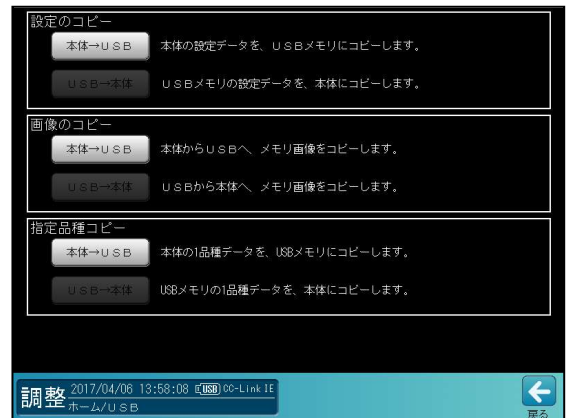 設定のコピー
本体→ＵＳＢ 本体の設定データを、ＵＳＢメモリにコピーします。
ＵＳＢ→本体 ＵＳＢメモリの設定データを、本体にコピーします。
画像のコピー
本体→ＵＳＢ 本体からＵＳＢへ、メモリ画像をコピーします。
ＵＳＢ→本体 ＵＳＢから本体へ、メモリ画像をコピーします。
指定品種コピー
本体→ＵＳＢ 本体の1品種データを、USBメモリにコピーします。
ＵＳＢ→本体 USBメモリの1品種データを、本体にコピーします。
調整 2017/04/06 13:58:08 USB CC-Link IE
ホーム/ＵＳＢ
戻る